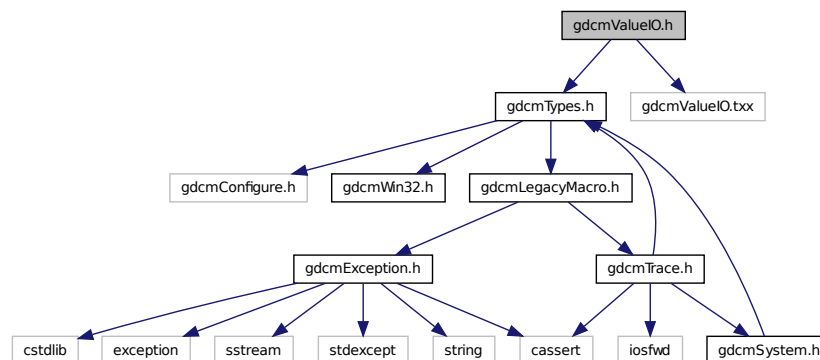 gdcmValueIO.h
gdcmTypes.h
gdcmValueIO.txx
gdcmConfigure.h
gdcmWin32.h
gdcmLegacyMacro.h
gdcmException.h
gdcmTrace.h
cstdlib
exception
sstream
stdexcept
string
cassert
iosfwd
gdcmSystem.h